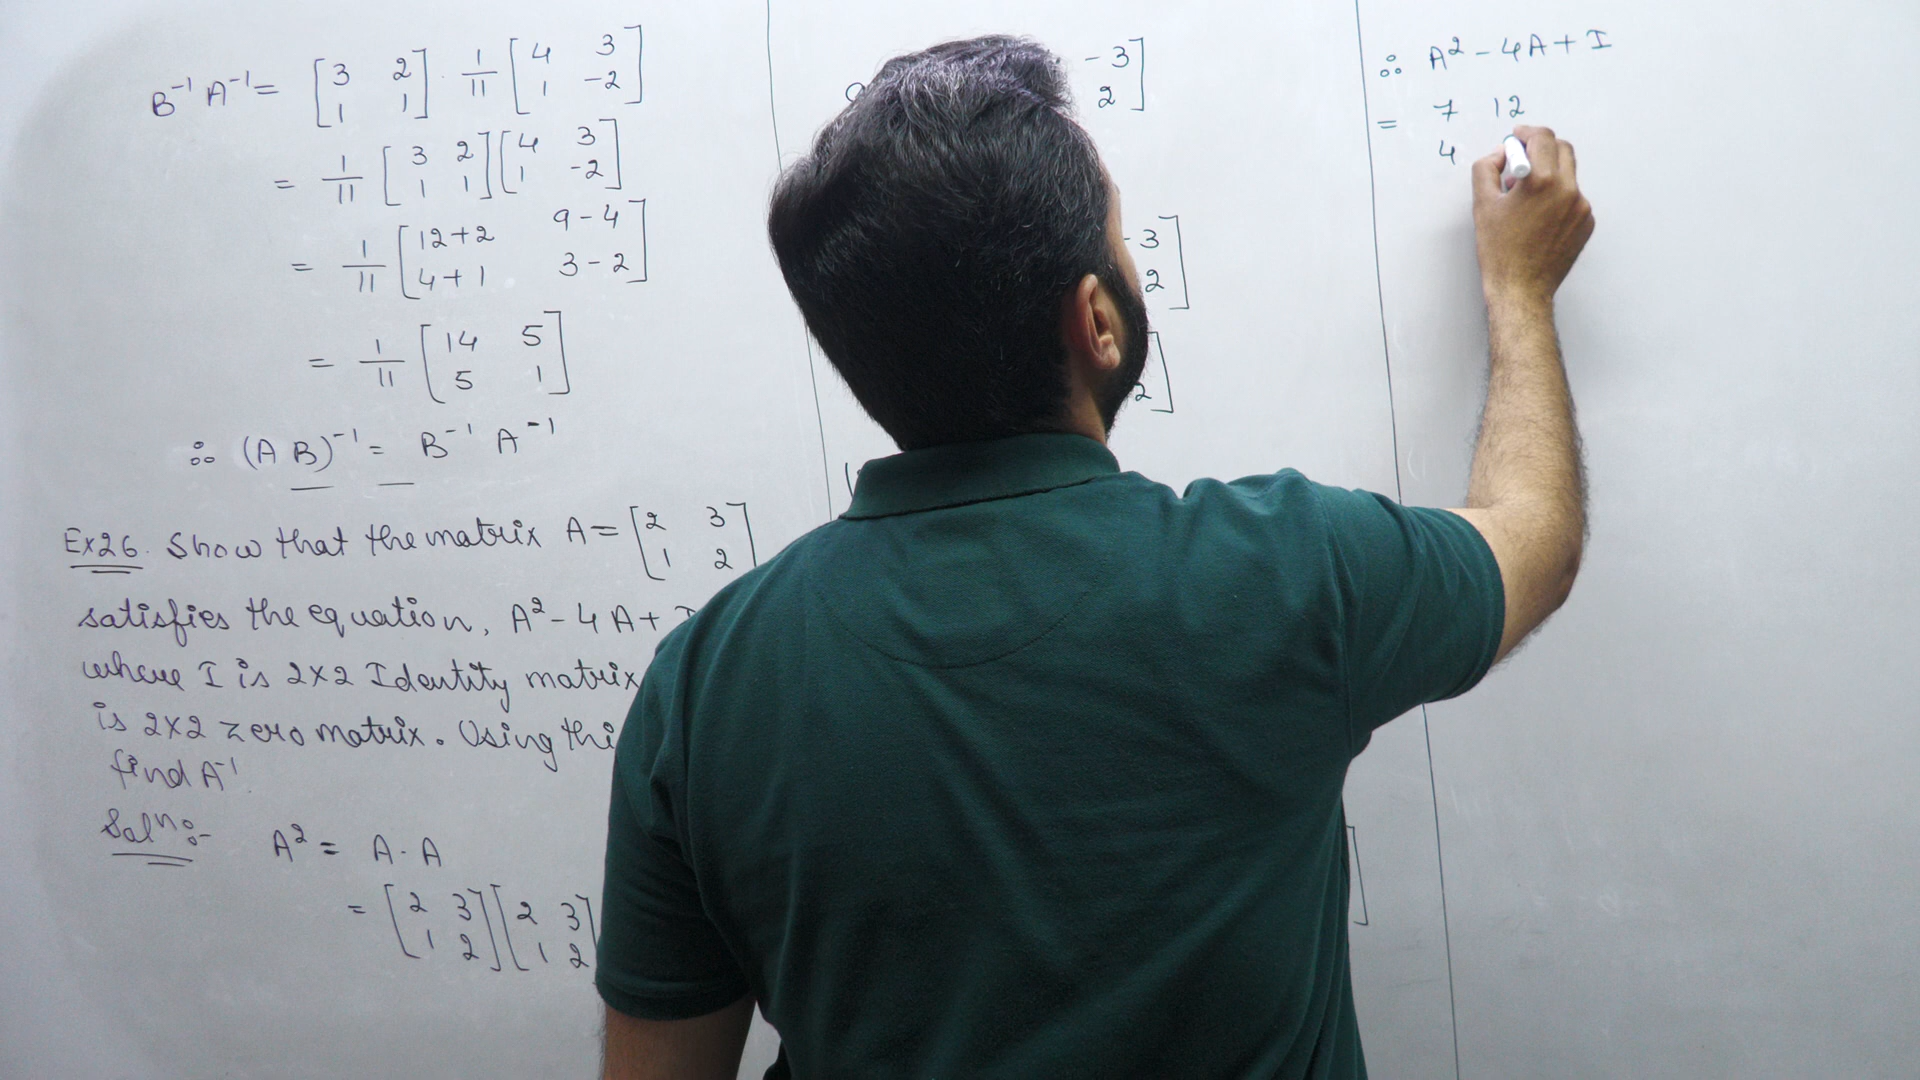 B⁻¹ A⁻¹ = [3 2; 1 1] · 1/11 [4 3; 1 -2]
= 1/11 [3 2; 1 1] [4 3; 1 -2]
= 1/11 [12+2 9-4; 4+1 3-2]
= 1/11 [14 5; 5 1]
∴ (A B)⁻¹ = B⁻¹ A⁻¹
Ex26. Show that the matrix A = [2 3; 1 2]
satisfies the equation, A² - 4A +
where I is 2×2 Identity matrix
is 2×2 zero matrix. Using
find A⁻¹
Soln:- A² = A · A
= [2 3; 1 2] [2 3; 1 2]
-3]
2]
-3]
2]
2]
∴ A² - 4A + I
= 7 12
4